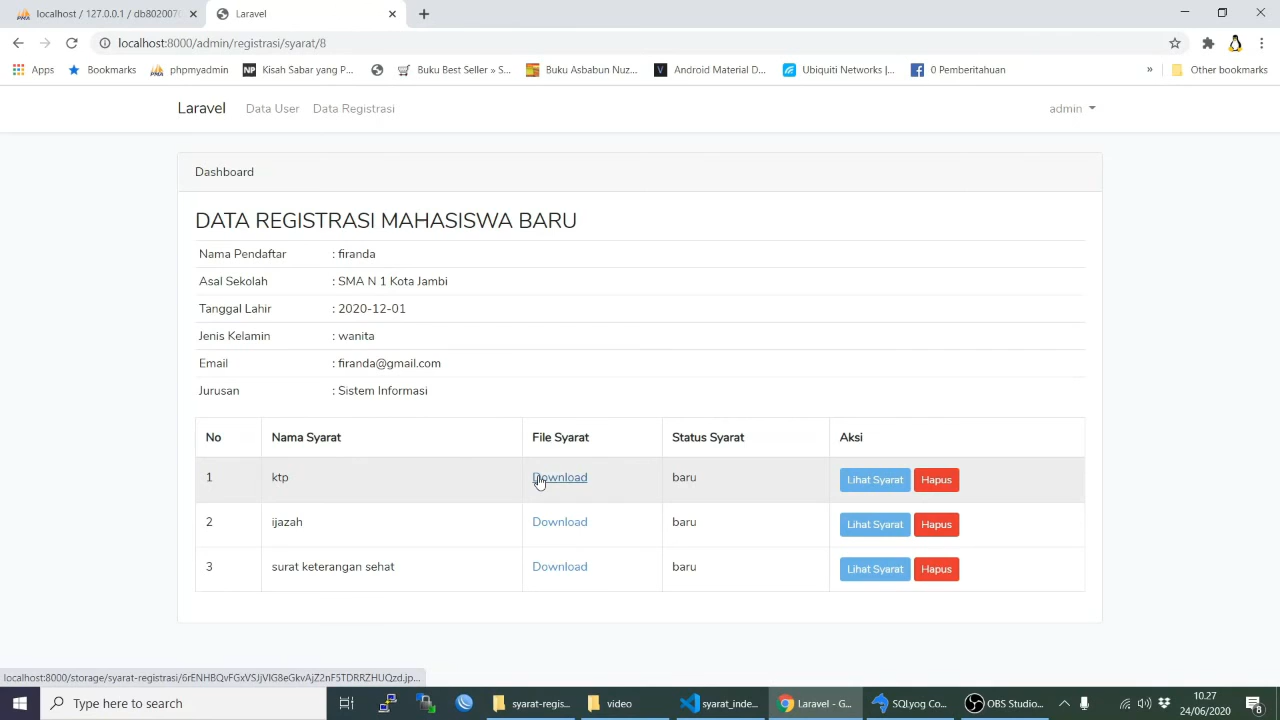 localhost / 127.0.0.1 / db802007
Laravel
localhost:8000/admin/registrasi/syarat/8
Apps
Bookmarks
phpmyadmin
NP
Kisah Sabar yang P...
Buku Best Seller » S...
Buku Asbabun Nuz...
V
Android Material D...
Ubiquiti Networks |...
0 Pemberitahuan
»
Other bookmarks
Laravel
Data User
Data Registrasi
admin
Dashboard
DATA REGISTRASI MAHASISWA BARU
Nama Pendaftar : firanda
Asal Sekolah : SMA N 1 Kota Jambi
Tanggal Lahir : 2020-12-01
Jenis Kelamin : wanita
Email : firanda@gmail.com
Jurusan : Sistem Informasi
No Nama Syarat File Syarat Status Syarat Aksi
1 ktp Download baru Lihat Syarat Hapus
2 ijazah Download baru Lihat Syarat Hapus
3 surat keterangan sehat Download baru Lihat Syarat Hapus
localhost:8000/storage/syarat-registrasi/6rENHBQvFGxVSJjVlG8eGkvAjZ2nF5TDRRZHUQzd.jp...
Type here to search
syarat-regis...
video
syarat_inde...
Laravel - G...
SQLyog Co...
OBS Studio...
10.27
24/06/2020
8